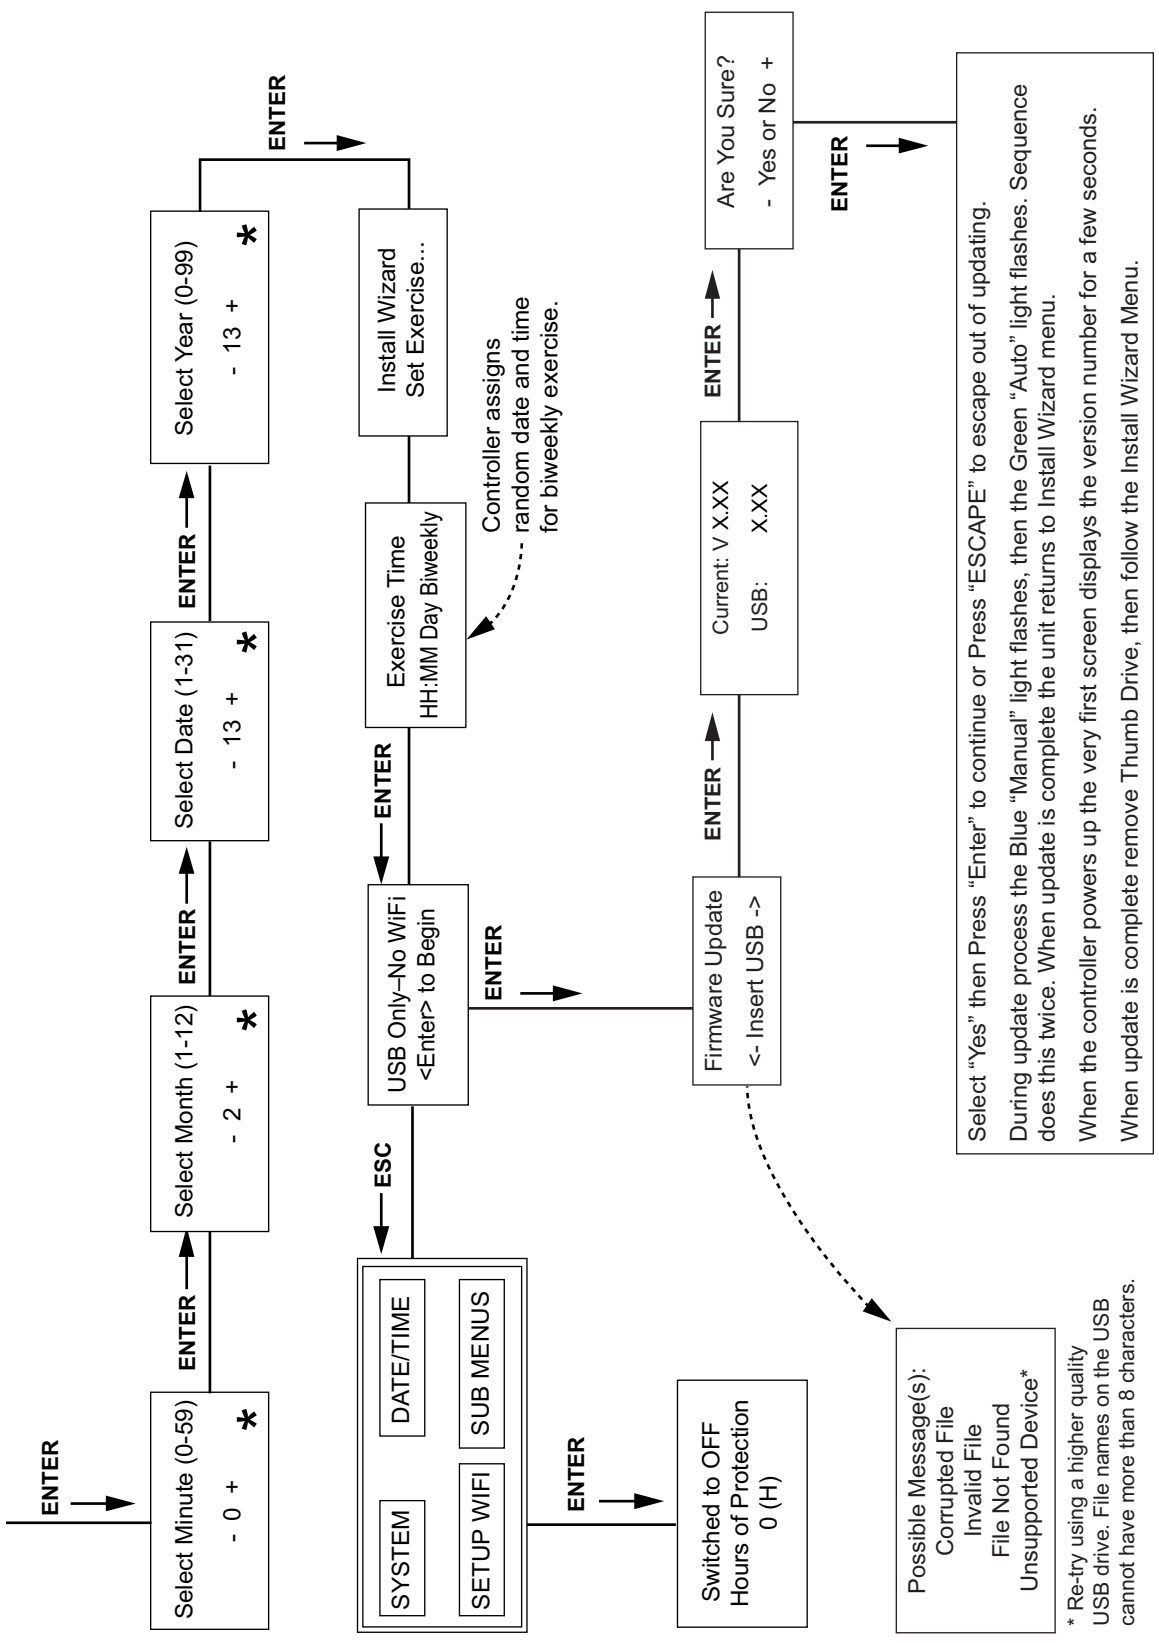 ENTER
Select Minute (0-59)
- 0 +
*
ENTER
Select Month (1-12)
- 2 +
*
ENTER
Select Date (1-31)
- 13 +
*
ENTER
Select Year (0-99)
- 13 +
*
ENTER
Install Wizard
Set Exercise...
Exercise Time
HH:MM Day Biweekly
Controller assigns
random date and time
for biweekly exercise.
ENTER
USB Only–No WiFi
<Enter> to Begin
ESC
SYSTEM
DATE/TIME
SETUP WIFI
SUB MENUS
ENTER
Switched to OFF
Hours of Protection
0 (H)
ENTER
Firmware Update
<- Insert USB ->
ENTER
Current: V X.XX
USB: X.XX
ENTER
Are You Sure?
- Yes or No +
ENTER
Possible Message(s):
Corrupted File
Invalid File
File Not Found
Unsupported Device*
* Re-try using a higher quality
USB drive. File names on the USB
cannot have more than 8 characters.
Select “Yes” then Press “Enter” to continue or Press “ESCAPE” to escape out of updating.
During update process the Blue “Manual” light flashes, then the Green “Auto” light flashes. Sequence
does this twice. When update is complete the unit returns to Install Wizard menu.
When the controller powers up the very first screen displays the version number for a few seconds.
When update is complete remove Thumb Drive, then follow the Install Wizard Menu.